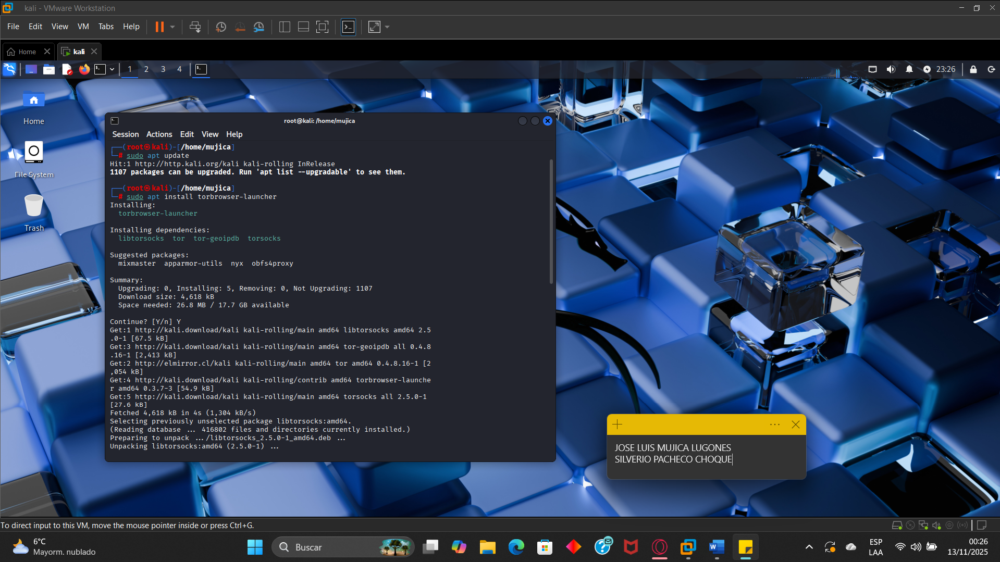 kali - VMware Workstation
File Edit View VM Tabs Help
Home
kali
1 2 3 4
23:26
Home
File System
Trash
root@kali: /home/mujica
Session Actions Edit View Help
┌──(root㉿kali)-[/home/mujica]
└─# sudo apt update
Hit:1 http://http.kali.org/kali kali-rolling InRelease
1107 packages can be upgraded. Run 'apt list --upgradable' to see them.
┌──(root㉿kali)-[/home/mujica]
└─# sudo apt install torbrowser-launcher
Installing:
torbrowser-launcher
Installing dependencies:
libtorsocks tor tor-geoipdb torsocks
Suggested packages:
mixmaster apparmor-utils nyx obfs4proxy
Summary:
Upgrading: 0, Installing: 5, Removing: 0, Not Upgrading: 1107
Download size: 4,618 kB
Space needed: 26.8 MB / 17.7 GB available
Continue? [Y/n] Y
Get:1 http://kali.download/kali kali-rolling/main amd64 libtorsocks amd64 2.5
.0-1 [67.5 kB]
Get:3 http://kali.download/kali kali-rolling/main amd64 tor-geoipdb all 0.4.8
.16-1 [2,413 kB]
Get:2 http://elmirror.cl/kali kali-rolling/main amd64 tor amd64 0.4.8.16-1 [2
,054 kB]
Get:4 http://kali.download/kali kali-rolling/contrib amd64 torbrowser-launche
r amd64 0.3.7-3 [54.9 kB]
Get:5 http://kali.download/kali kali-rolling/main amd64 torsocks all 2.5.0-1
[27.6 kB]
Fetched 4,618 kB in 4s (1,304 kB/s)
Selecting previously unselected package libtorsocks:amd64.
(Reading database ... 416802 files and directories currently installed.)
Preparing to unpack .../libtorsocks_2.5.0-1_amd64.deb ...
Unpacking libtorsocks:amd64 (2.5.0-1) ...
JOSE LUIS MUJICA LUGONES
SILVERIO PACHECO CHOQUE
To direct input to this VM, move the mouse pointer inside or press Ctrl+G.
6°C
Mayorm. nublado
Buscar
ESP
LAA
00:26
13/11/2025